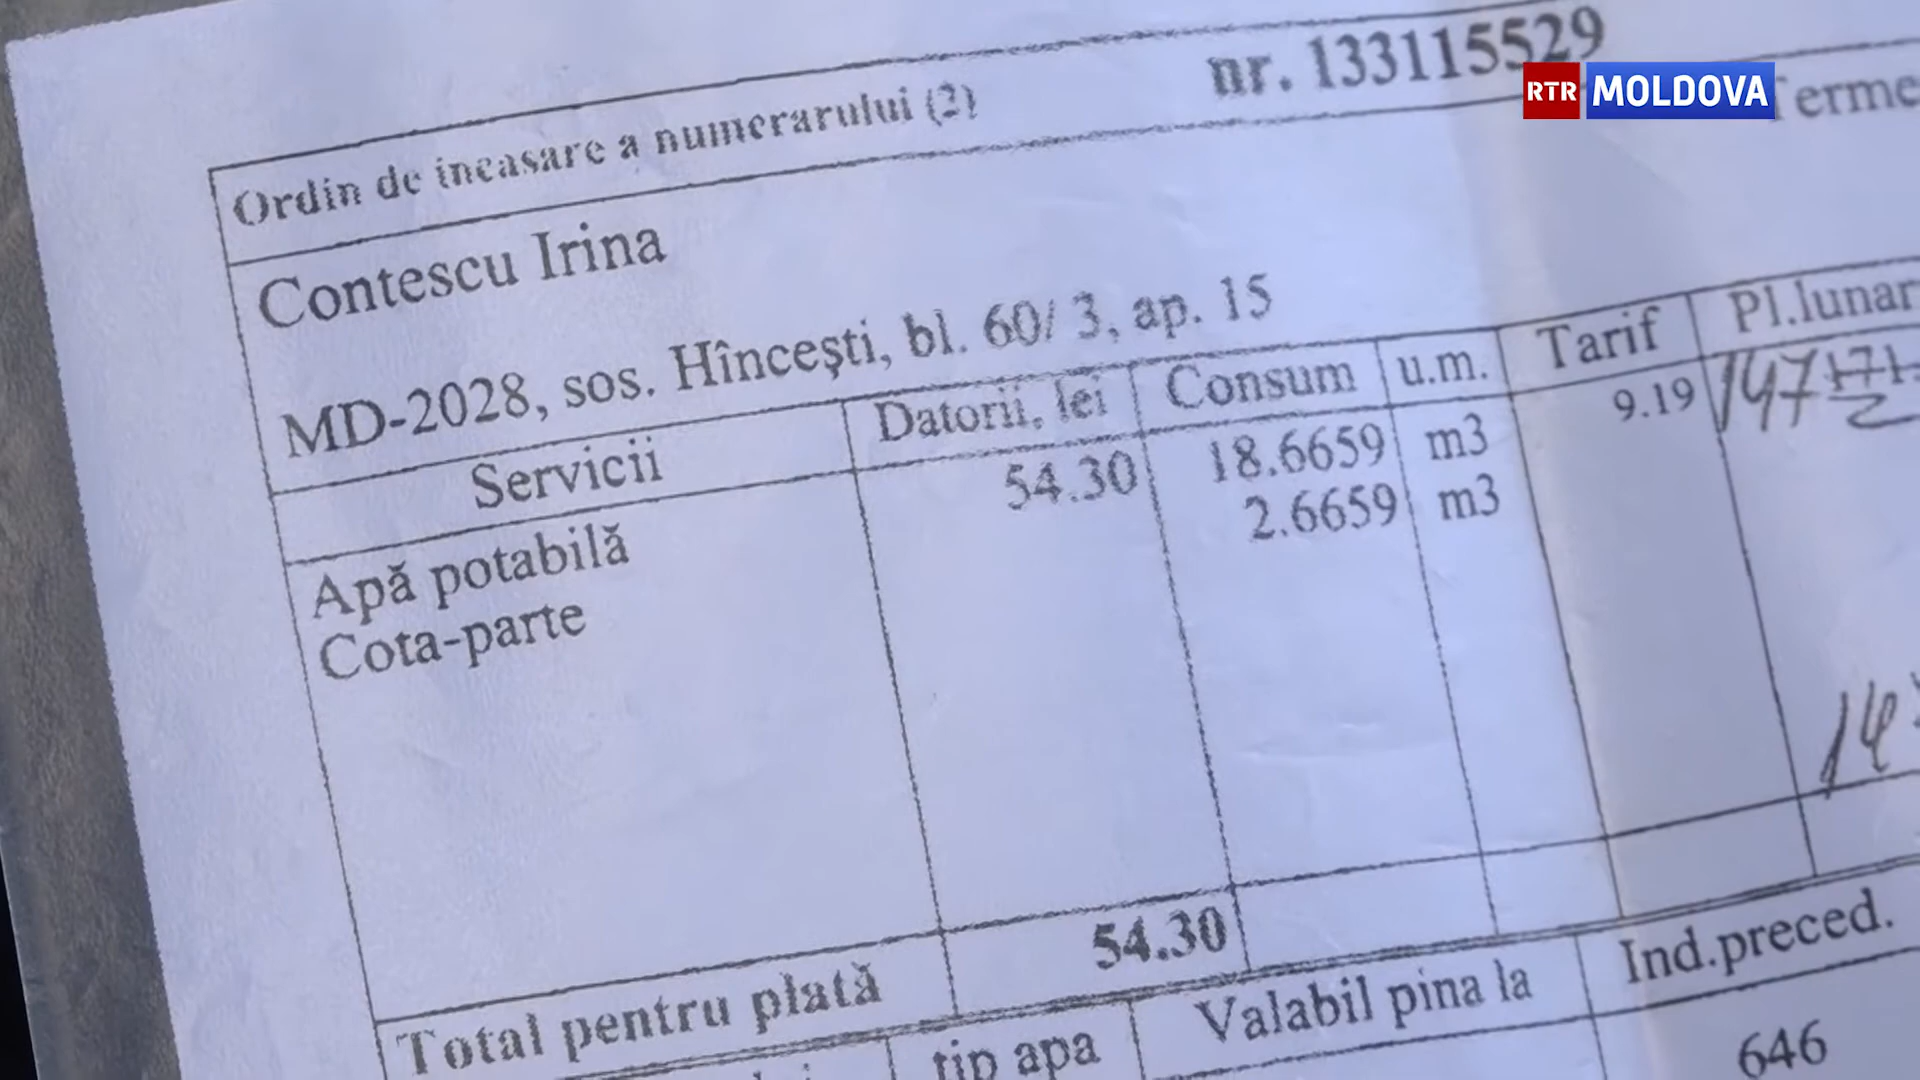 Ordin de încasare a numerarului (2) nr. 133115529
RTR MOLDOVA
Contescu Irina
MD-2028, sos. Hînceşti, bl. 60/ 3, ap. 15
Servicii Datorii, lei Consum u.m. Tarif Pl.lunar
Apă potabilă 54.30 18.6659 m3 9.19 147
Cota-parte 2.6659 m3
Total pentru plată 54.30
tip apa Valabil pina la Ind.preced.
646